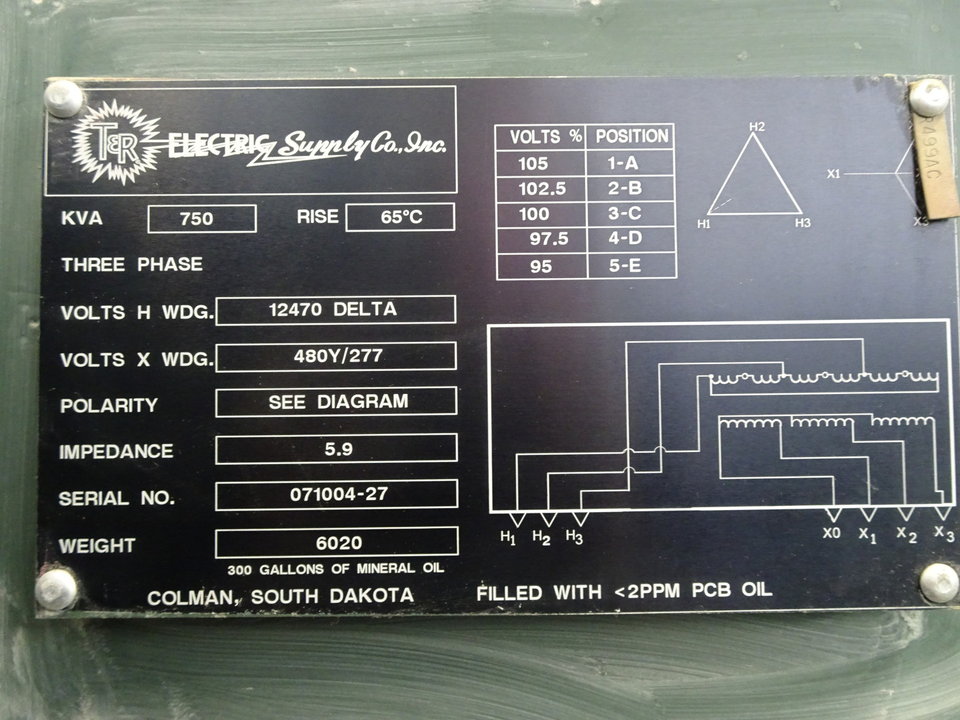 T&R ELECTRIC Supply Co., Inc.
KVA 750 RISE 65°C
THREE PHASE
VOLTS H WDG. 12470 DELTA
VOLTS X WDG. 480Y/277
POLARITY SEE DIAGRAM
IMPEDANCE 5.9
SERIAL NO. 071004-27
WEIGHT 6020
300 GALLONS OF MINERAL OIL
COLMAN, SOUTH DAKOTA
VOLTS % POSITION
105 1-A
102.5 2-B
100 3-C
97.5 4-D
95 5-E
H2
H1 H3
X1
X3
H1 H2 H3 X0 X1 X2 X3
FILLED WITH <2PPM PCB OIL